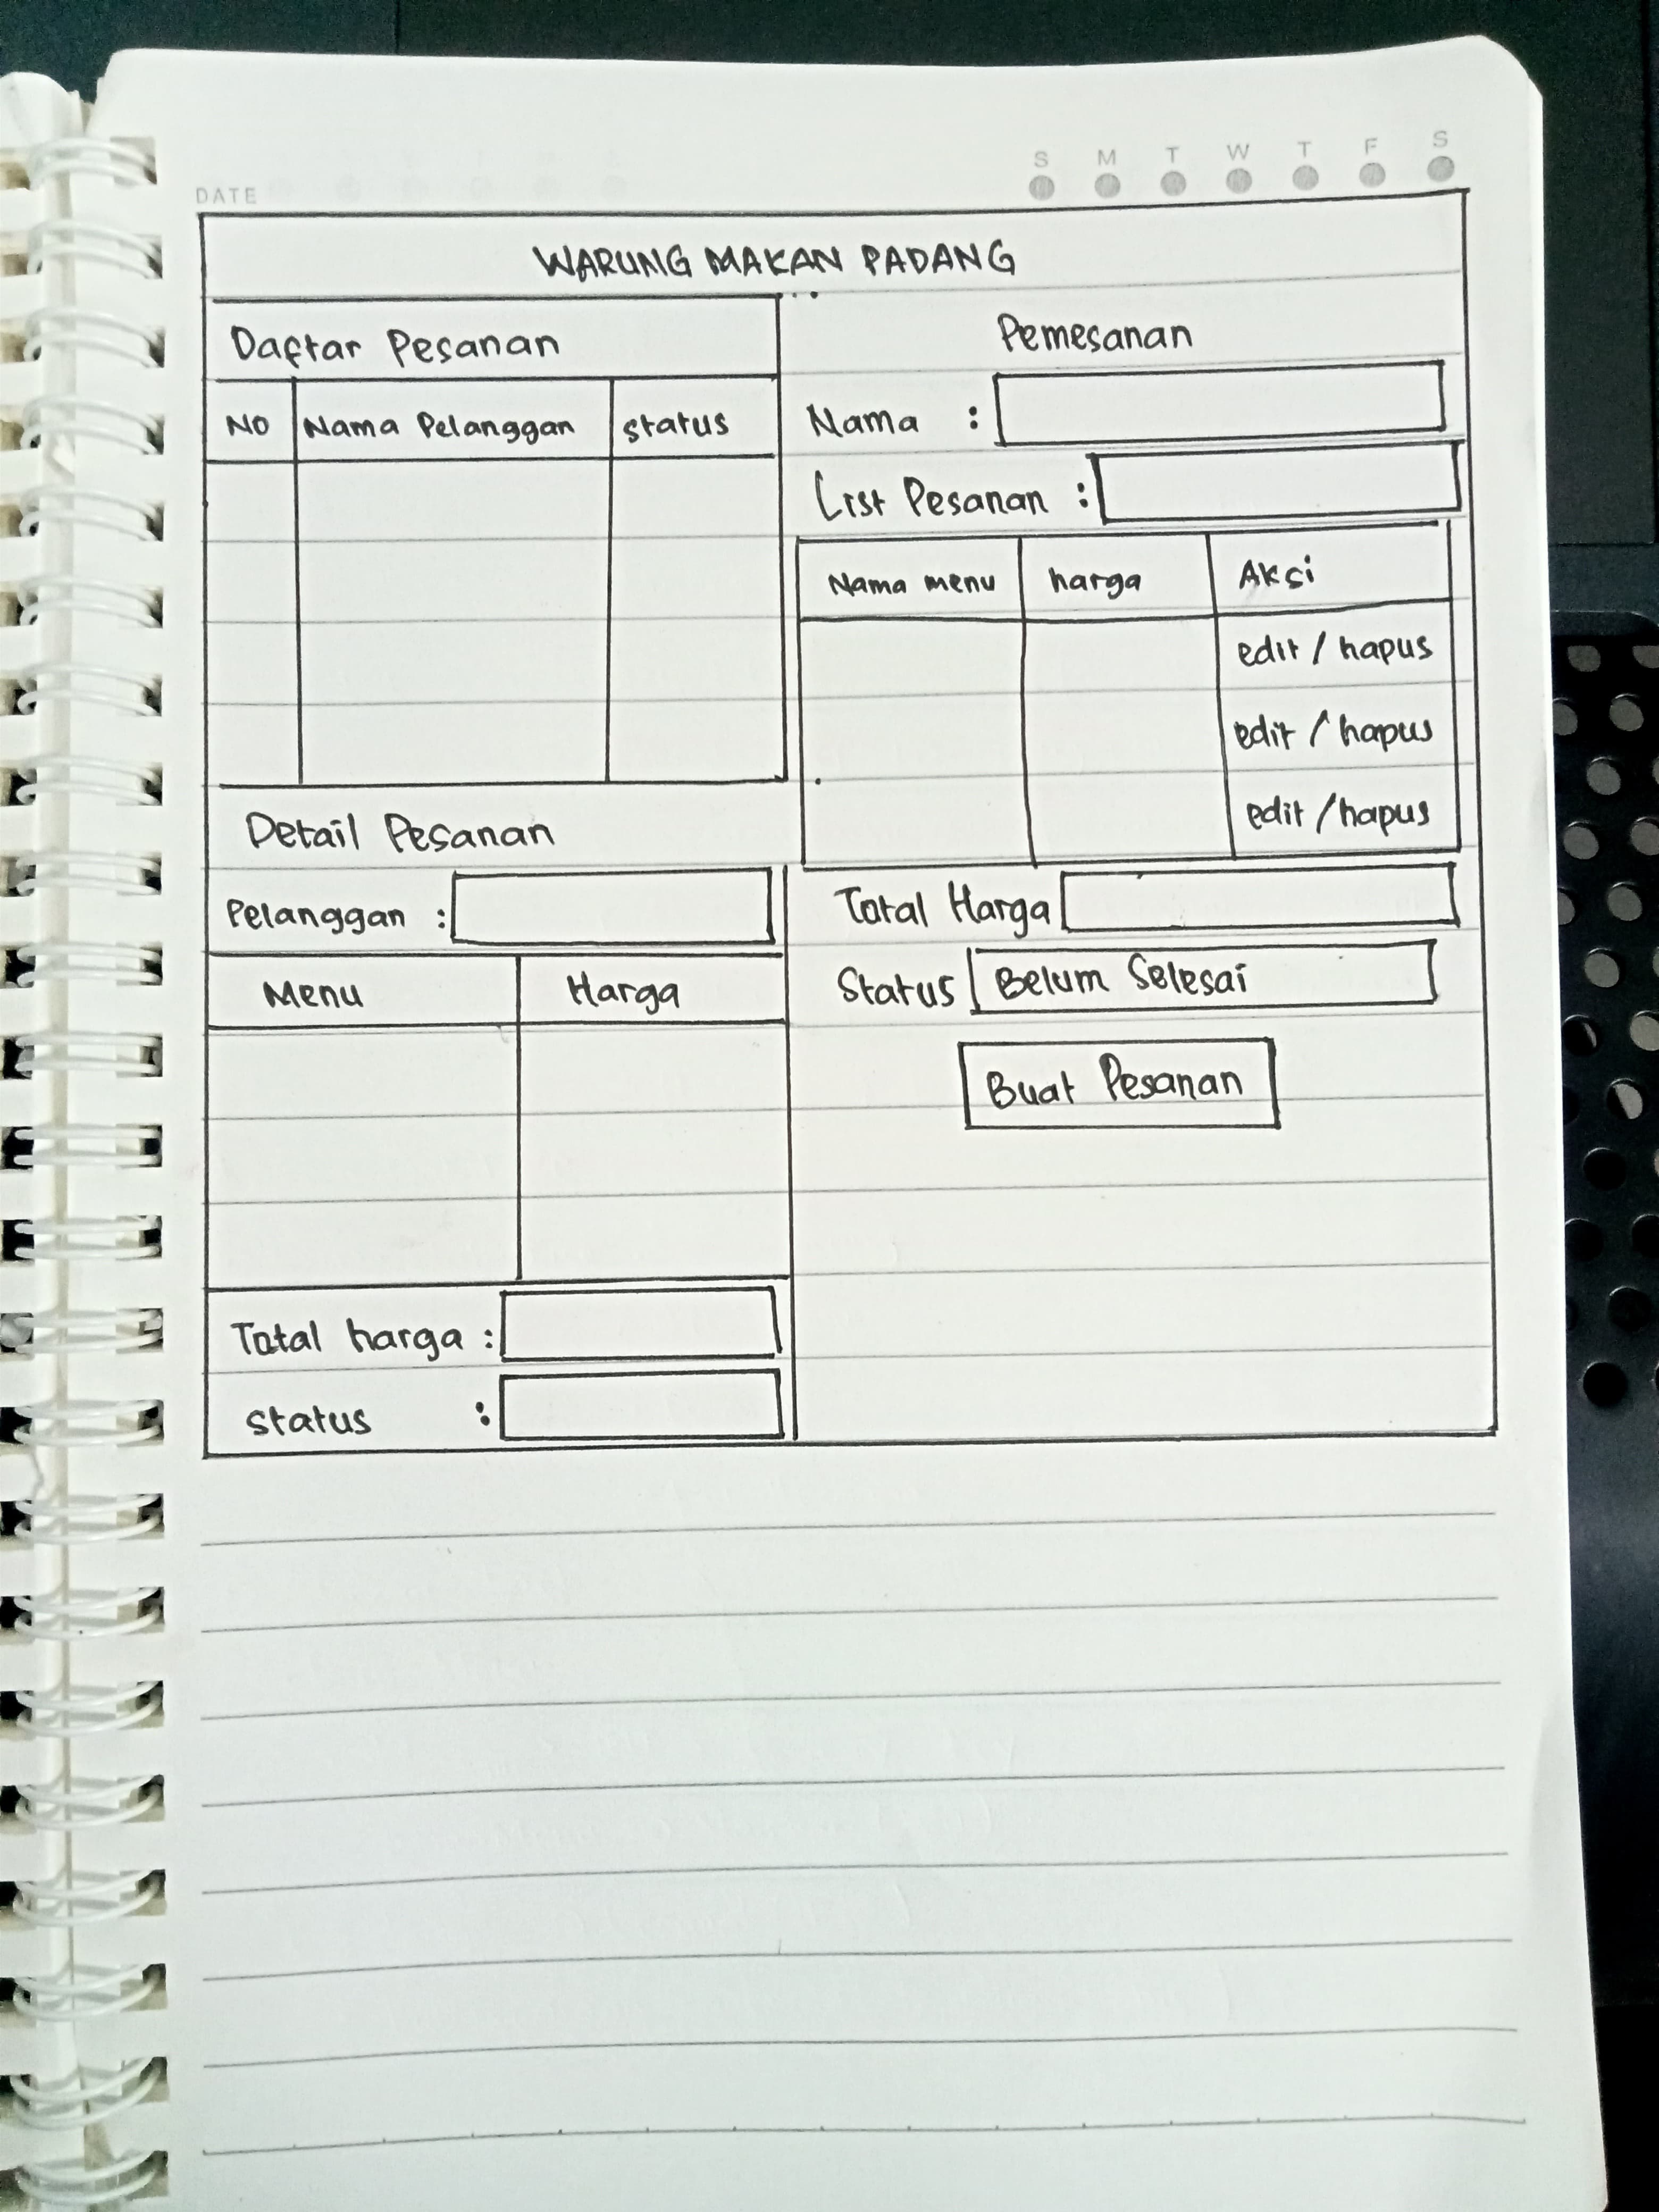 DATE
S M T W T F S
WARUNG MAKAN PADANG
Daftar Pesanan
NO Nama Pelanggan status
Detail Pesanan
Pelanggan :
Menu Harga
Total harga :
status :
Pemesanan
Nama :
List Pesanan :
Nama menu harga Aksi
edit / hapus
edit / hapus
edit / hapus
Total Harga
Status Belum Selesai
Buat Pesanan